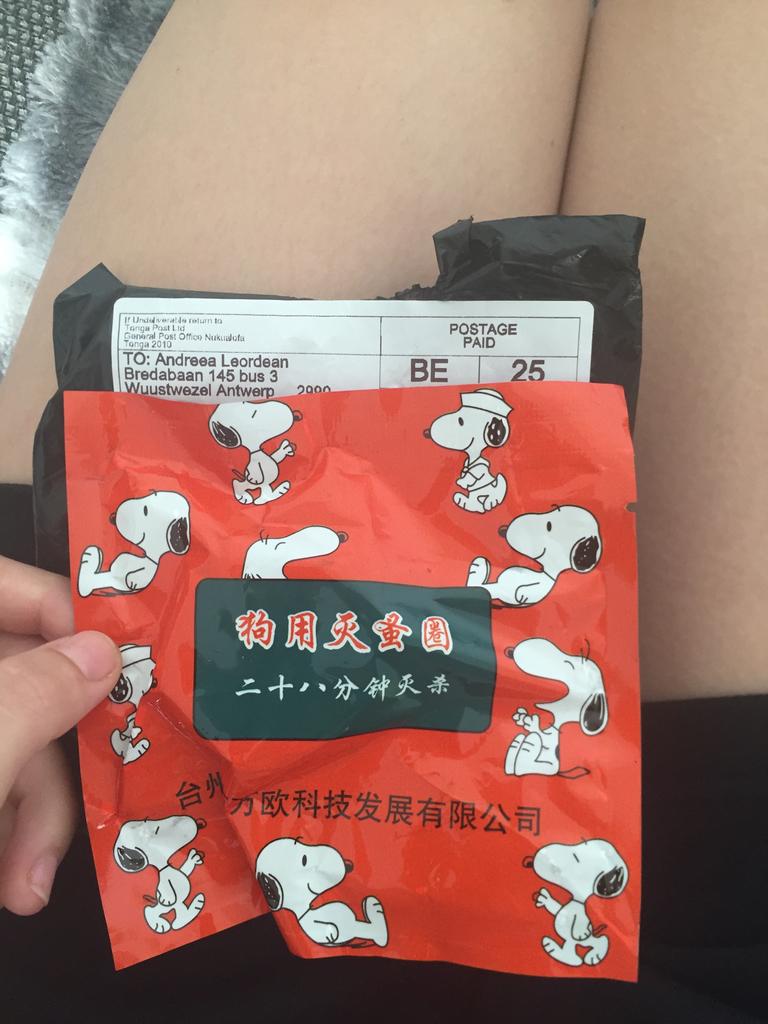 If Undeliverable return to
Tonga Post Ltd
General Post Office Nukualofa
Tonga 2010
POSTAGE
PAID
TO: Andreea Leordean
Bredabaan 145 bus 3
Wuustwezel Antwerp 2990
BE
25
狗用灭蚤圈
二十八分钟灭杀
台州万欧科技发展有限公司